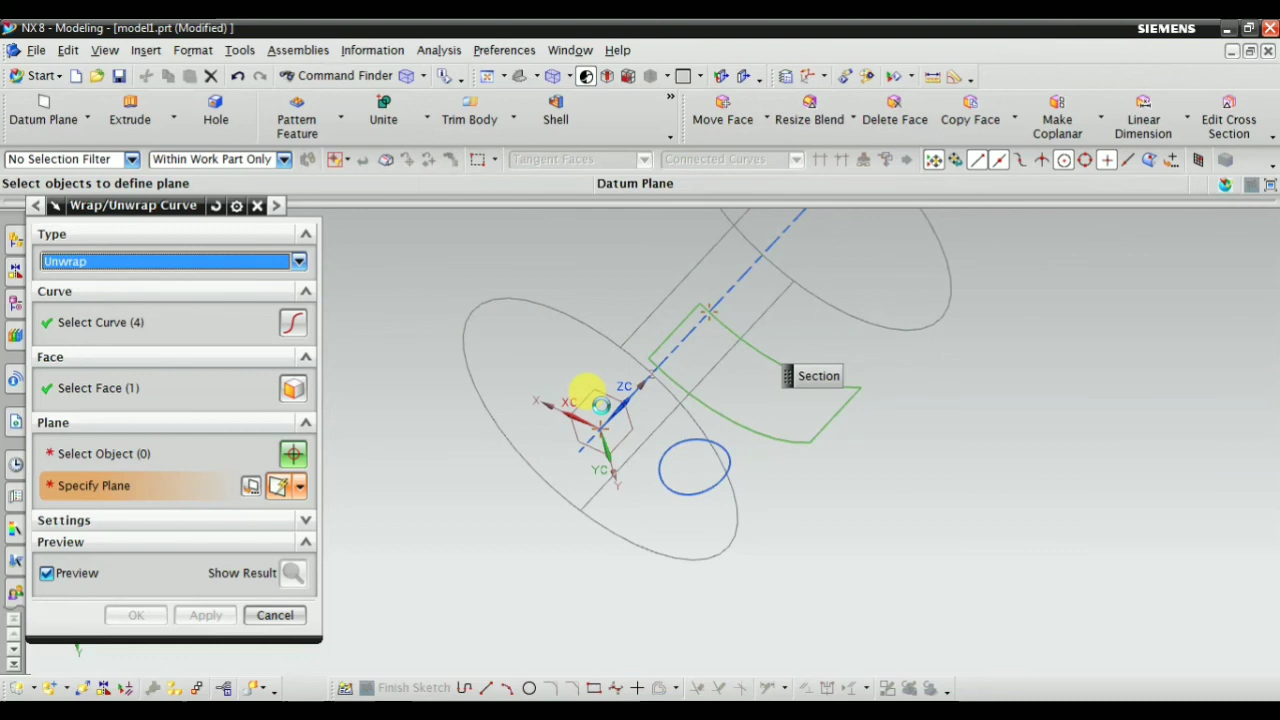 NX 8 - Modeling - [model1.prt (Modified) ]
SIEMENS
File Edit View Insert Format Tools Assemblies Information Analysis Preferences Window Help
Start Command Finder
Datum Plane Extrude Hole Pattern Feature Unite Trim Body Shell Move Face Resize Blend Delete Face Copy Face Make Coplanar Linear Dimension Edit Cross Section
No Selection Filter Within Work Part Only Tangent Faces Connected Curves
Select objects to define plane Datum Plane
Wrap/Unwrap Curve
Type
Unwrap
Curve
Select Curve (4)
Face
Select Face (1)
Plane
* Select Object (0)
* Specify Plane
Settings
Preview
Preview Show Result
OK Apply Cancel
Section
ZC
X XC
YC
Y
Y
Finish Sketch